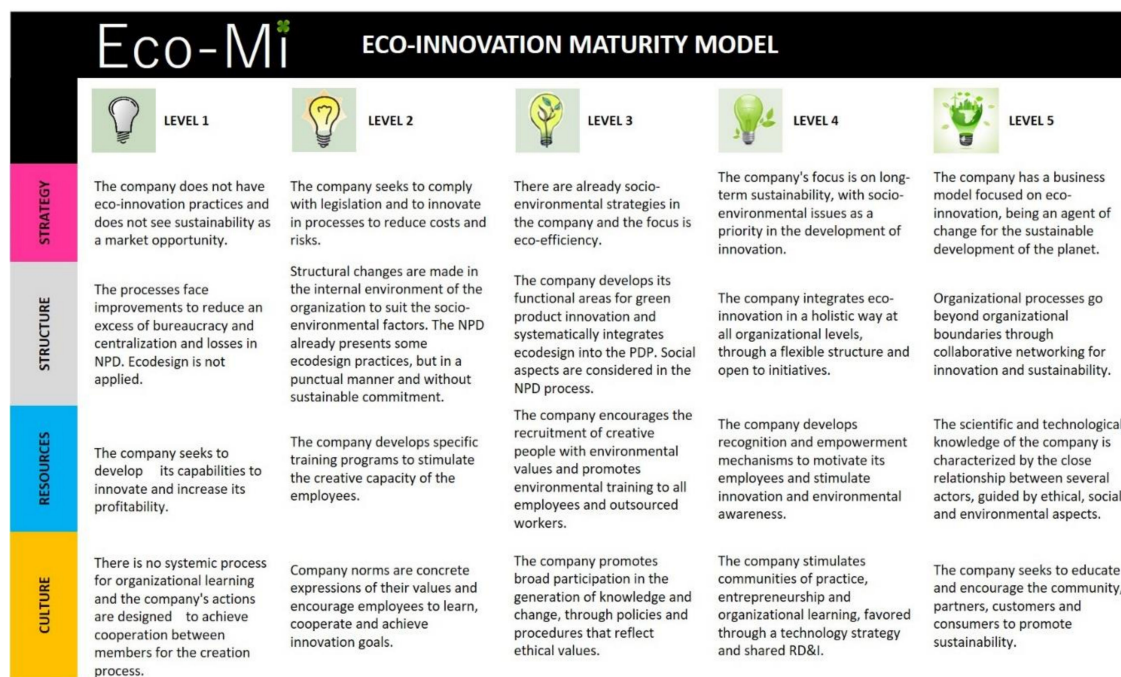 Eco-Mi
ECO-INNOVATION MATURITY MODEL
LEVEL 1
LEVEL 2
LEVEL 3
LEVEL 4
LEVEL 5
STRATEGY
The company does not have
eco-innovation practices and
does not see sustainability as
a market opportunity.
The company seeks to comply
with legislation and to innovate
in processes to reduce costs and
risks.
There are already socio-
environmental strategies in
the company and the focus is
eco-efficiency.
The company's focus is on long-
term sustainability, with socio-
environmental issues as a
priority in the development of
innovation.
The company has a business
model focused on eco-
innovation, being an agent of
change for the sustainable
development of the planet.
STRUCTURE
The processes face
improvements to reduce an
excess of bureaucracy and
centralization and losses in
NPD. Ecodesign is not
applied.
Structural changes are made in
the internal environment of the
organization to suit the socio-
environmental factors. The NPD
already presents some
ecodesign practices, but in a
punctual manner and without
sustainable commitment.
The company develops its
functional areas for green
product innovation and
systematically integrates
ecodesign into the PDP. Social
aspects are considered in the
NPD process.
The company integrates eco-
innovation in a holistic way at
all organizational levels,
through a flexible structure and
open to initiatives.
Organizational processes go
beyond organizational
boundaries through
collaborative networking for
innovation and sustainability.
RESOURCES
The company seeks to
develop its capabilities to
innovate and increase its
profitability.
The company develops specific
training programs to stimulate
the creative capacity of the
employees.
The company encourages the
recruitment of creative
people with environmental
values and promotes
environmental training to all
employees and outsourced
workers.
The company develops
recognition and empowerment
mechanisms to motivate its
employees and stimulate
innovation and environmental
awareness.
The scientific and technological
knowledge of the company is
characterized by the close
relationship between several
actors, guided by ethical, social
and environmental aspects.
CULTURE
There is no systemic process
for organizational learning
and the company's actions
are designed to achieve
cooperation between
members for the creation
process.
Company norms are concrete
expressions of their values and
encourage employees to learn,
cooperate and achieve
innovation goals.
The company promotes
broad participation in the
generation of knowledge and
change, through policies and
procedures that reflect
ethical values.
The company stimulates
communities of practice,
entrepreneurship and
organizational learning, favored
through a technology strategy
and shared RD&I.
The company seeks to educate
and encourage the community,
partners, customers and
consumers to promote
sustainability.